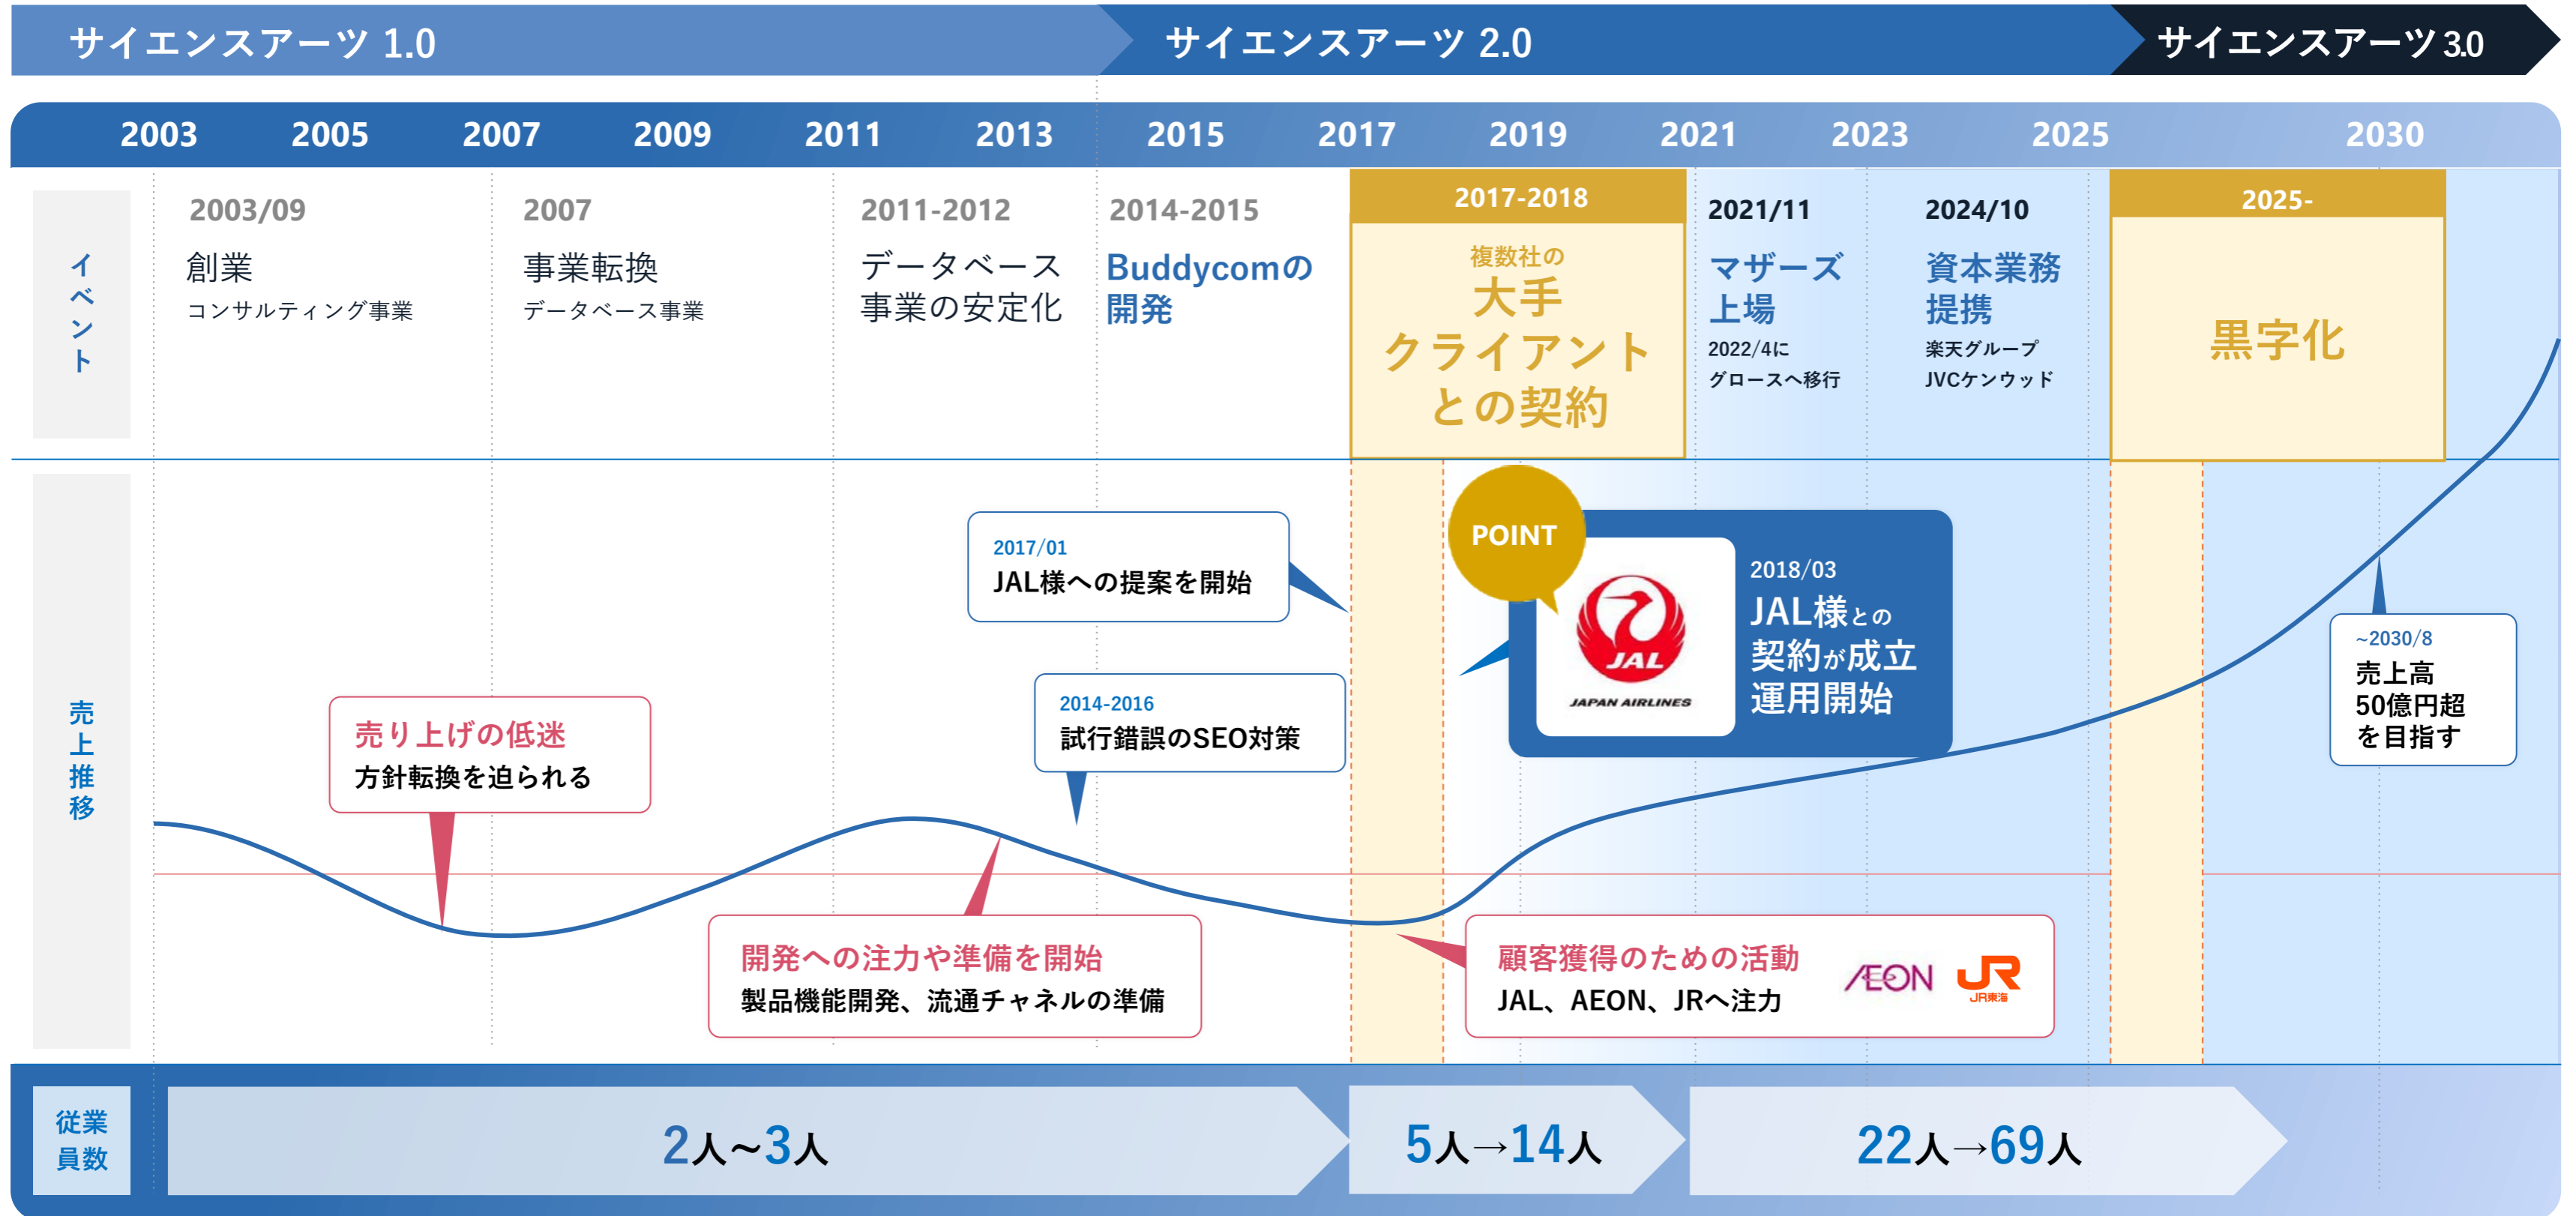 サイエンスアーツ 1.0
サイエンスアーツ 2.0
サイエンスアーツ 3.0
2003 2005 2007 2009 2011 2013 2015 2017 2019 2021 2023 2025 2030
イベント
2003/09
創業
コンサルティング事業
2007
事業転換
データベース事業
2011-2012
データベース
事業の安定化
2014-2015
Buddycomの
開発
2017-2018
複数社の
大手
クライアント
との契約
2021/11
マザーズ
上場
2022/4に
グロースへ移行
2024/10
資本業務
提携
楽天グループ
JVCケンウッド
2025-
黒字化
売上推移
売り上げの低迷
方針転換を迫られる
開発への注力や準備を開始
製品機能開発、流通チャネルの準備
2017/01
JAL様への提案を開始
2014-2016
試行錯誤のSEO対策
POINT
JAL
JAPAN AIRLINES
2018/03
JAL様との
契約が成立
運用開始
顧客獲得のための活動
JAL、AEON、JRへ注力
ÆON
JR
JR東海
~2030/8
売上高
50億円超
を目指す
従業
員数
2人～3人
5人→14人
22人→69人